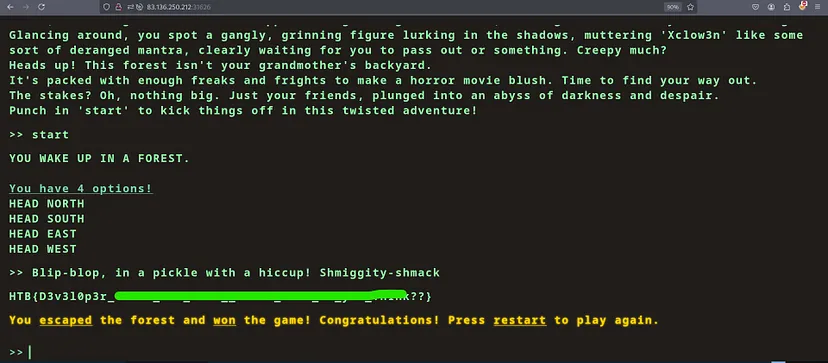 83.136.250.212:31626
80%
Glancing around, you spot a gangly, grinning figure lurking in the shadows, muttering 'Xclow3n' like some
sort of deranged mantra, clearly waiting for you to pass out or something. Creepy much?
Heads up! This forest isn't your grandmother's backyard.
It's packed with enough freaks and frights to make a horror movie blush. Time to find your way out.
The stakes? Oh, nothing big. Just your friends, plunged into an abyss of darkness and despair.
Punch in 'start' to kick things off in this twisted adventure!
>> start
YOU WAKE UP IN A FOREST.
You have 4 options!
HEAD NORTH
HEAD SOUTH
HEAD EAST
HEAD WEST
>> Blip-blop, in a pickle with a hiccup! Shmiggity-shmack
HTB{D3v3l0p3r_ ??}
You escaped the forest and won the game! Congratulations! Press restart to play again.
>>